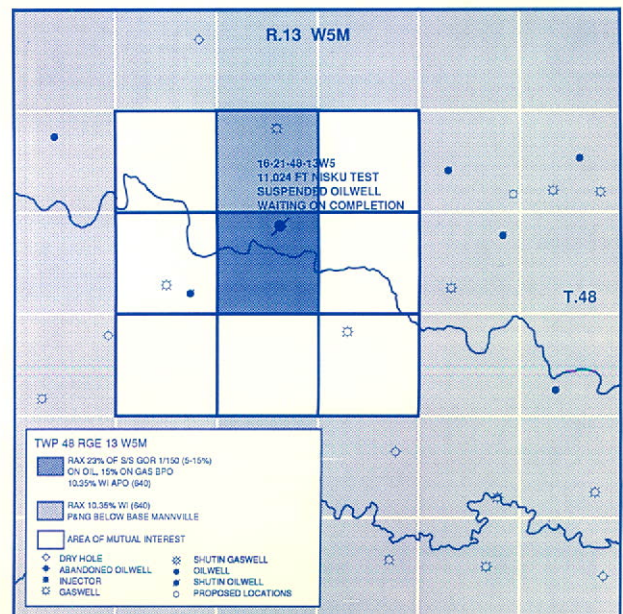 R.13 W5M
16-21-48-13W5
11,024 FT NISKU TEST
SUSPENDED OILWELL
WAITING ON COMPLETION
T.48
TWP 48 RGE 13 W5M
RAX 23% OF S/S GOR 1/150 (5-15%)
ON OIL, 15% ON GAS BPO
10.35% WI APO (640)
RAX 10.35% WI (640)
P&NG BELOW BASE MANNVILLE
AREA OF MUTUAL INTEREST
DRY HOLE
ABANDONED OILWELL
INJECTOR
GASWELL
SHUTIN GASWELL
OILWELL
SHUTIN OILWELL
PROPOSED LOCATIONS